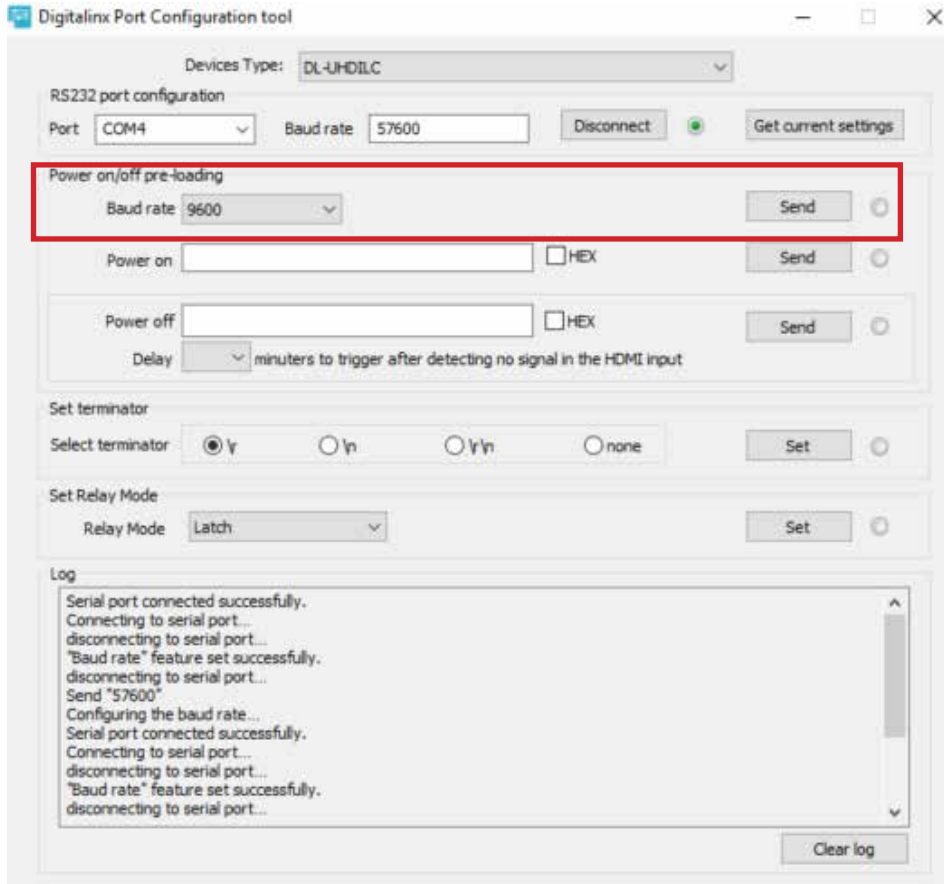 Digitalinx Port Configuration tool
Devices Type: DL-UHDILC
RS232 port configuration
Port COM4 Baud rate 57600 Disconnect Get current settings
Power on/off pre-loading
Baud rate 9600 Send
Power on HEX Send
Power off HEX Send
Delay minuters to trigger after detecting no signal in the HDMI input
Set terminator
Select terminator \r \n \r\n none Set
Set Relay Mode
Relay Mode Latch Set
Log
Serial port connected successfully.
Connecting to serial port...
disconnecting to serial port...
"Baud rate" feature set successfully.
disconnecting to serial port...
Send "57600"
Configuring the baud rate...
Serial port connected successfully.
Connecting to serial port...
disconnecting to serial port...
"Baud rate" feature set successfully.
disconnecting to serial port...
Clear log